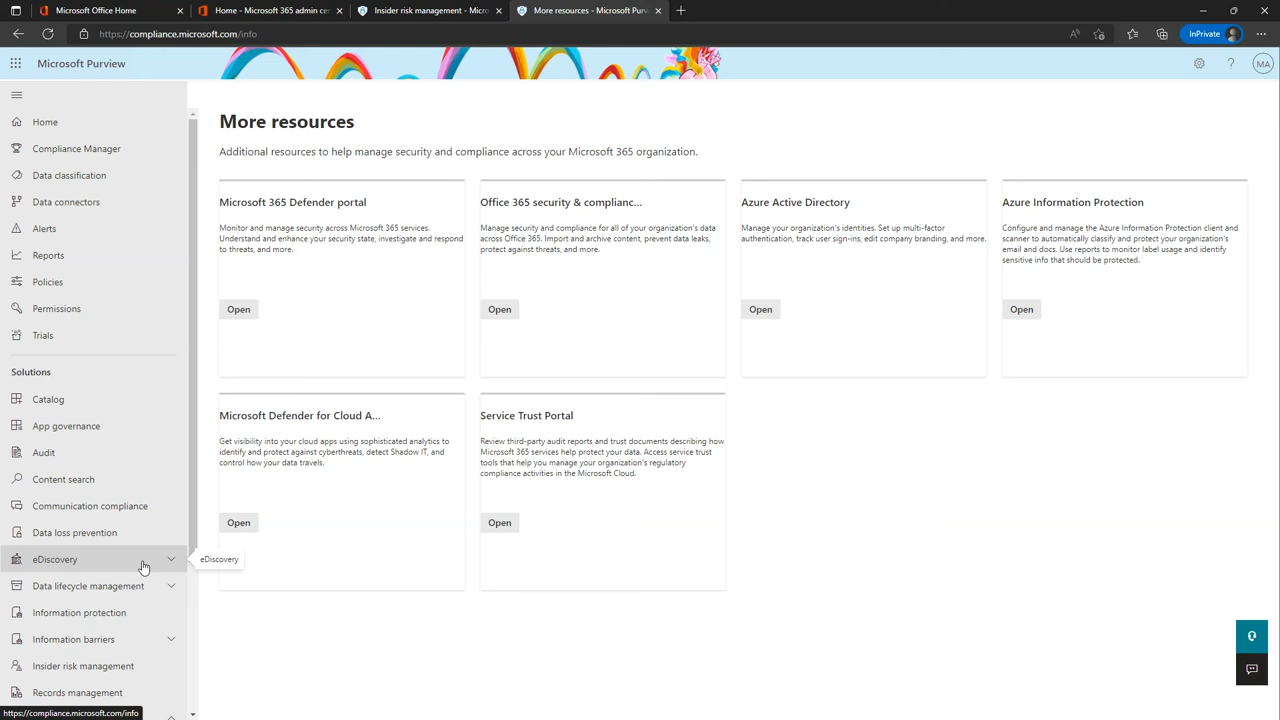 Microsoft Office Home
Home - Microsoft 365 admin cen
Insider risk management - Microso
More resources - Microsoft Purv
https://compliance.microsoft.com/info
InPrivate
Microsoft Purview
MA
Home
Compliance Manager
Data classification
Data connectors
Alerts
Reports
Policies
Permissions
Trials
Solutions
Catalog
App governance
Audit
Content search
Communication compliance
Data loss prevention
eDiscovery
eDiscovery
Data lifecycle management
Information protection
Information barriers
Insider risk management
Records management
https://compliance.microsoft.com/info
More resources
Additional resources to help manage security and compliance across your Microsoft 365 organization.
Microsoft 365 Defender portal
Monitor and manage security across Microsoft 365 services.
Understand and enhance your security state, investigate and respond
to threats, and more.
Open
Office 365 security & complianc...
Manage security and compliance for all of your organization's data
across Office 365. Import and archive content, prevent data leaks,
protect against threats, and more.
Open
Azure Active Directory
Manage your organization's identities. Set up multi-factor
authentication, track user sign-ins, edit company branding, and more.
Open
Azure Information Protection
Configure and manage the Azure Information Protection client and
scanner to automatically classify and protect your organization's
email and docs. Use reports to monitor label usage and identify
sensitive info that should be protected.
Open
Microsoft Defender for Cloud A...
Get visibility into your cloud apps using sophisticated analytics to
identify and protect against cyberthreats, detect Shadow IT, and
control how your data travels.
Open
Service Trust Portal
Review third-party audit reports and trust documents describing how
Microsoft 365 services help protect your data. Access service trust
tools that help you manage your organization's regulatory
compliance activities in the Microsoft Cloud.
Open